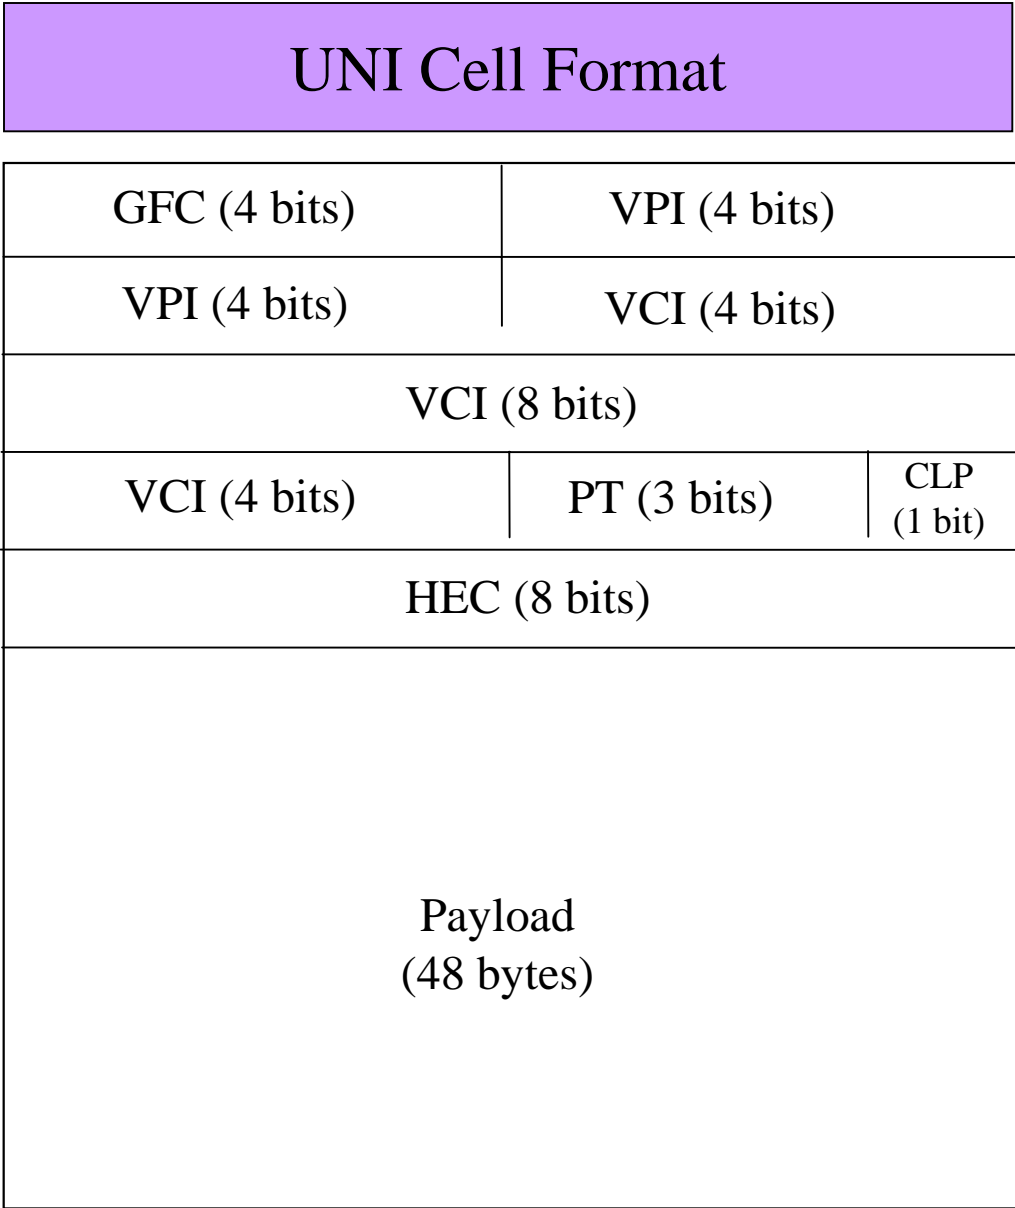 UNI Cell Format
GFC (4 bits)
VPI (4 bits)
VPI (4 bits)
VCI (4 bits)
VCI (8 bits)
VCI (4 bits)
PT (3 bits)
CLP
(1 bit)
HEC (8 bits)
Payload
(48 bytes)